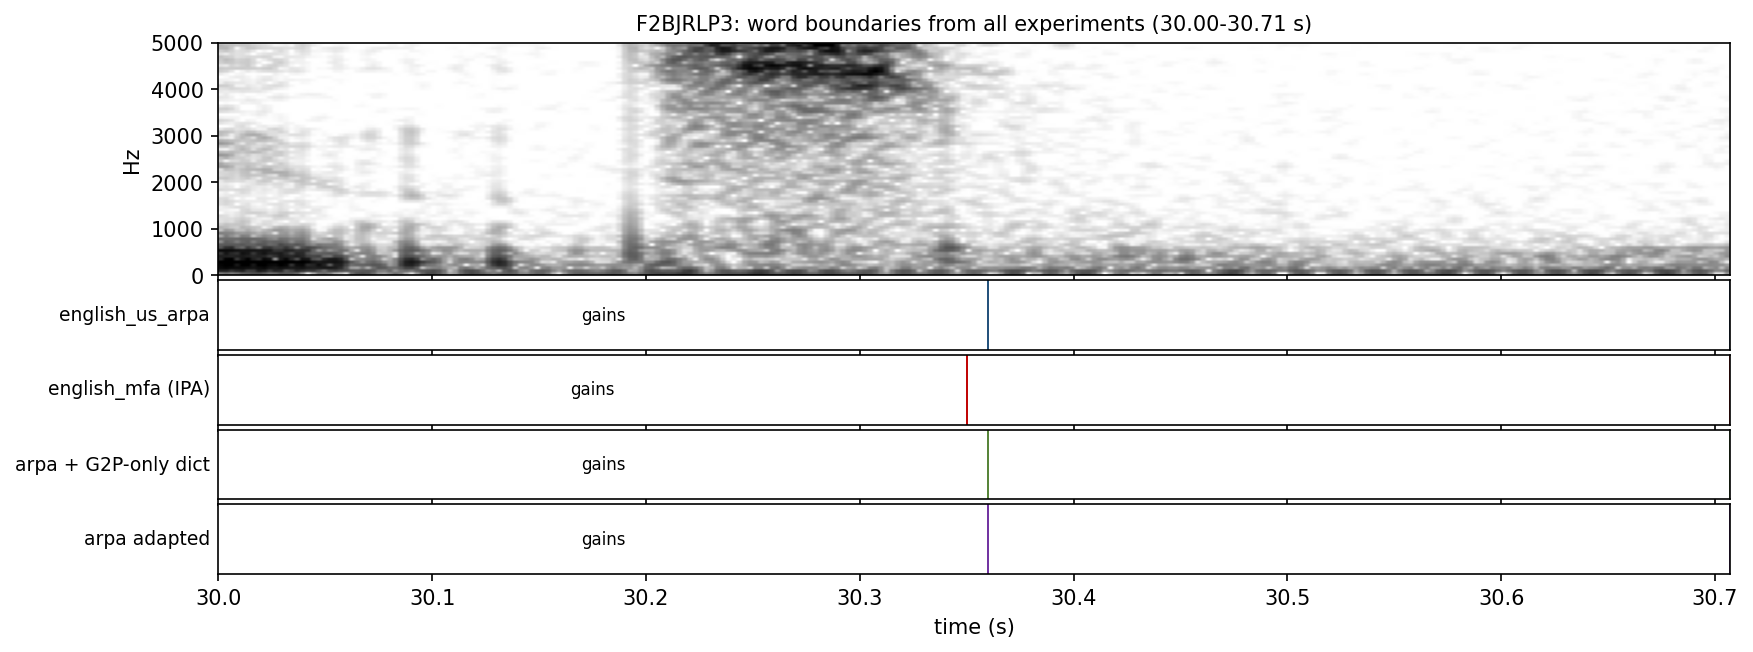 F2BJRLP3: word boundaries from all experiments (30.00-30.71 s)
5000
4000
3000
2000
1000
0
Hz
english_us_arpa
gains
english_mfa (IPA)
gains
arpa + G2P-only dict
gains
arpa adapted
gains
30.0 30.1 30.2 30.3 30.4 30.5 30.6 30.7
time (s)